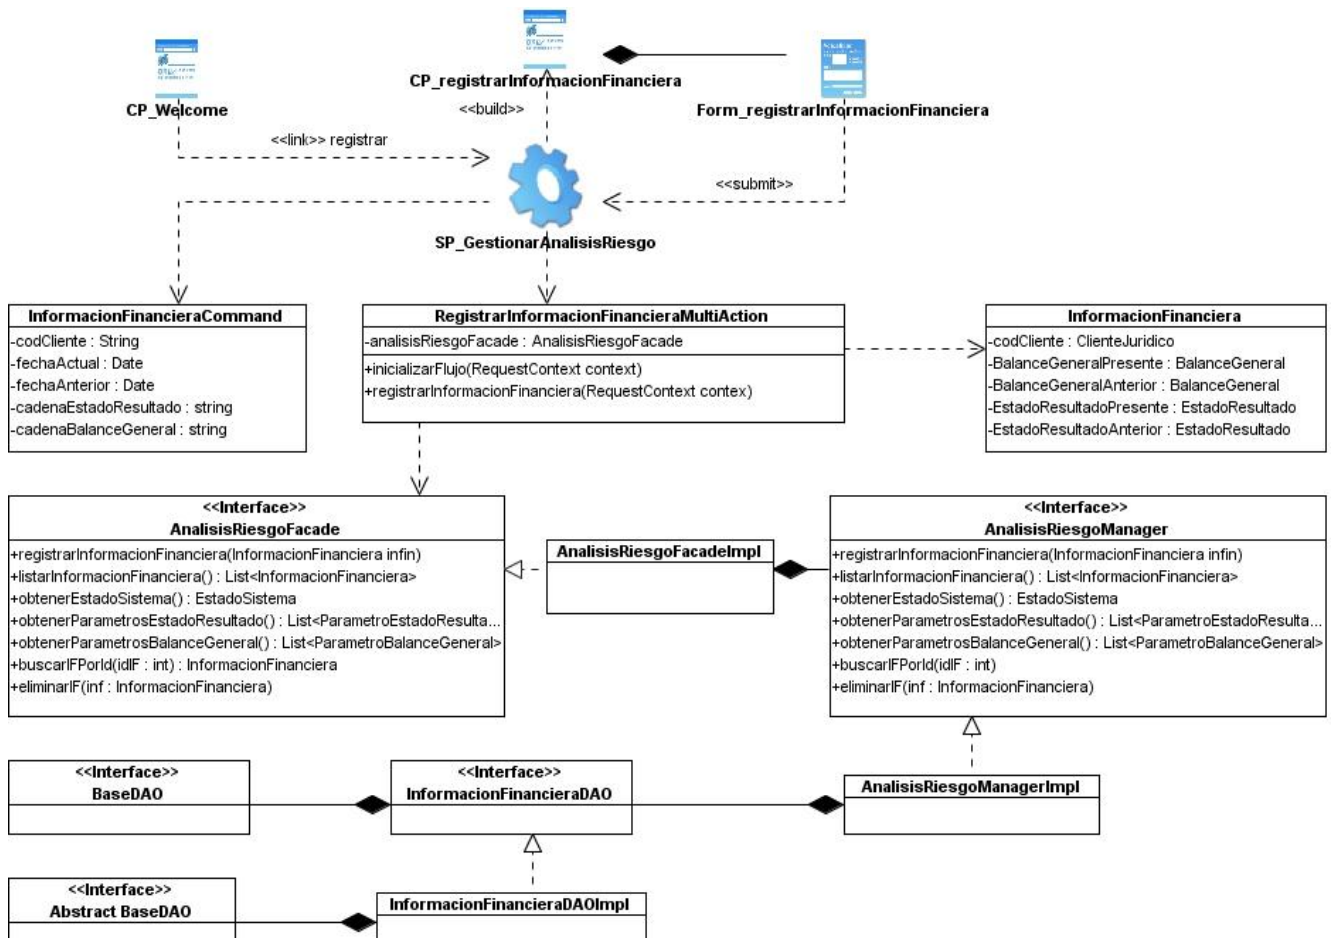 CP_registrarInformacionFinanciera
CP_Welcome
Form_registrarInformacionFinanciera
<<build>>
<<link>> registrar
<<submit>>
SP_GestionarAnalisisRiesgo
InformacionFinancieraCommand
-codCliente : String
-fechaActual : Date
-fechaAnterior : Date
-cadenaEstadoResultado : string
-cadenaBalanceGeneral : string
RegistrarInformacionFinancieraMultiAction
-analisisRiesgoFacade : AnalisisRiesgoFacade
+inicializarFlujo(RequestContext context)
+registrarInformacionFinanciera(RequestContext contex)
InformacionFinanciera
-codCliente : ClienteJuridico
-BalanceGeneralPresente : BalanceGeneral
-BalanceGeneralAnterior : BalanceGeneral
-EstadoResultadoPresente : EstadoResultado
-EstadoResultadoAnterior : EstadoResultado
<<Interface>>
AnalisisRiesgoFacade
+registrarInformacionFinanciera(InformacionFinanciera infin)
+listarInformacionFinanciera() : List<InformacionFinanciera>
+obtenerEstadoSistema() : EstadoSistema
+obtenerParametrosEstadoResultado() : List<ParametroEstadoResulta...
+obtenerParametrosBalanceGeneral() : List<ParametroBalanceGeneral>
+buscarIFPorId(idIF : int) : InformacionFinanciera
+eliminarIF(inf : InformacionFinanciera)
AnalisisRiesgoFacadeImpl
<<Interface>>
AnalisisRiesgoManager
+registrarInformacionFinanciera(InformacionFinanciera infin)
+listarInformacionFinanciera() : List<InformacionFinanciera>
+obtenerEstadoSistema() : EstadoSistema
+obtenerParametrosEstadoResultado() : List<ParametroEstadoResulta...
+obtenerParametrosBalanceGeneral() : List<ParametroBalanceGeneral>
+buscarIFPorId(idIF : int)
+eliminarIF(inf : InformacionFinanciera)
<<Interface>>
BaseDAO
<<Interface>>
InformacionFinancieraDAO
AnalisisRiesgoManagerImpl
<<Interface>>
Abstract BaseDAO
InformacionFinancieraDAOImpl